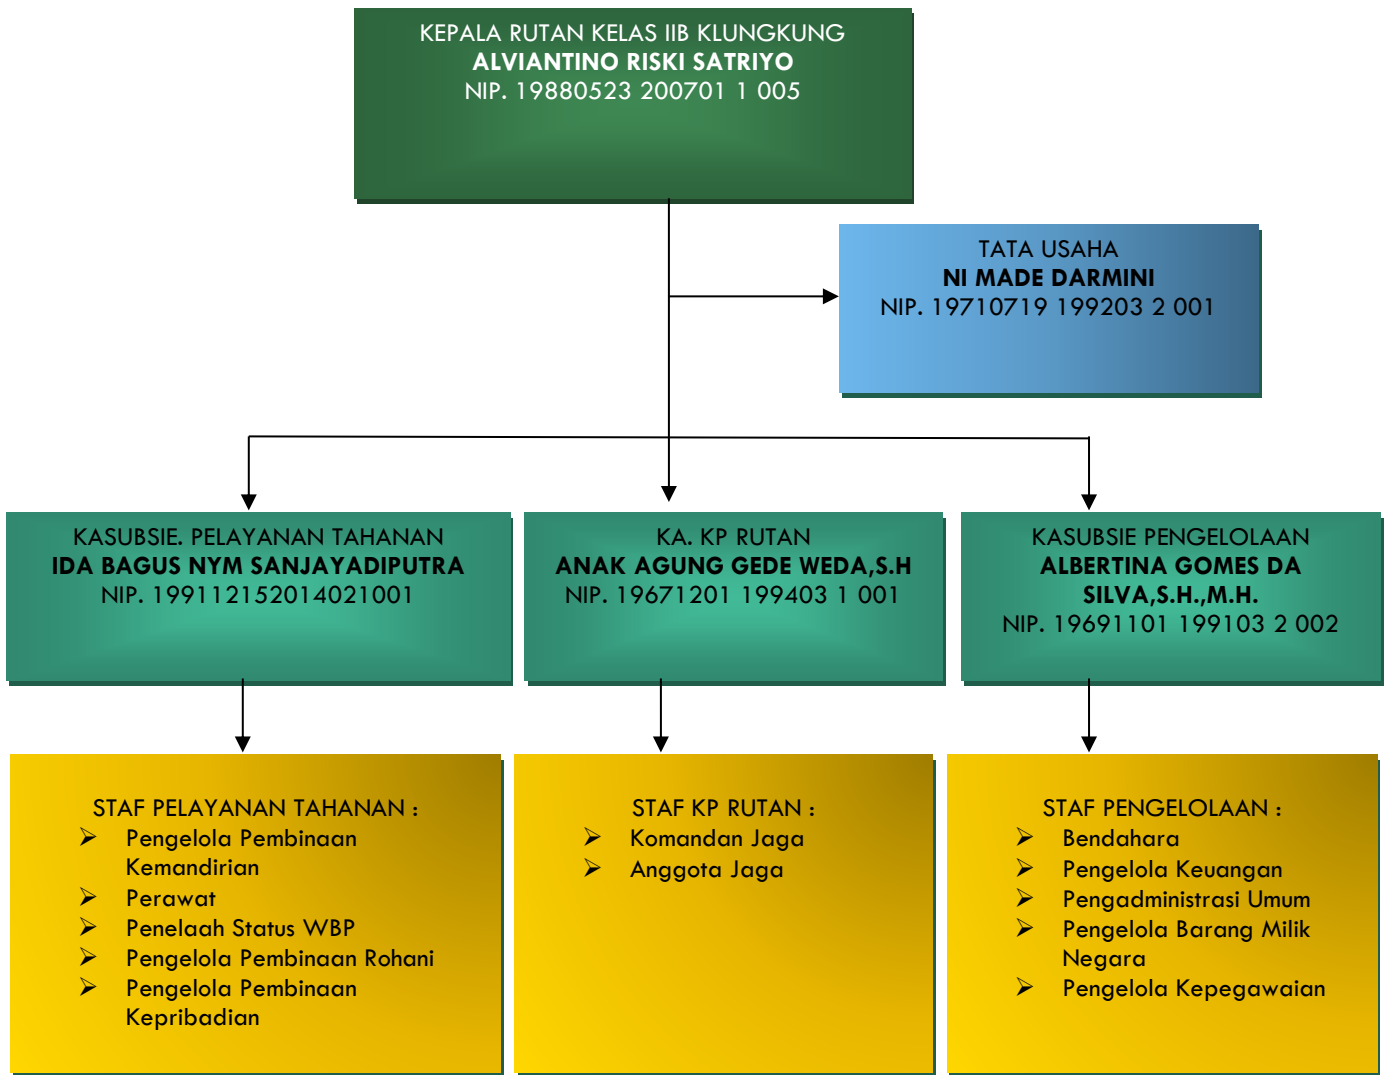 KEPALA RUTAN KELAS IIB KLUNGKUNG
ALVIANTINO RISKI SATRIYO
NIP. 19880523 200701 1 005
TATA USAHA
NI MADE DARMINI
NIP. 19710719 199203 2 001
KASUBSIE. PELAYANAN TAHANAN
IDA BAGUS NYM SANJAYADIPUTRA
NIP. 199112152014021001
KA. KP RUTAN
ANAK AGUNG GEDE WEDA,S.H
NIP. 19671201 199403 1 001
KASUBSIE PENGELOLAAN
ALBERTINA GOMES DA
SILVA,S.H.,M.H.
NIP. 19691101 199103 2 002
STAF PELAYANAN TAHANAN :
➢ Pengelola Pembinaan
Kemandirian
➢ Perawat
➢ Penelaah Status WBP
➢ Pengelola Pembinaan Rohani
➢ Pengelola Pembinaan
Kepribadian
STAF KP RUTAN :
➢ Komandan Jaga
➢ Anggota Jaga
STAF PENGELOLAAN :
➢ Bendahara
➢ Pengelola Keuangan
➢ Pengadministrasi Umum
➢ Pengelola Barang Milik
Negara
➢ Pengelola Kepegawaian